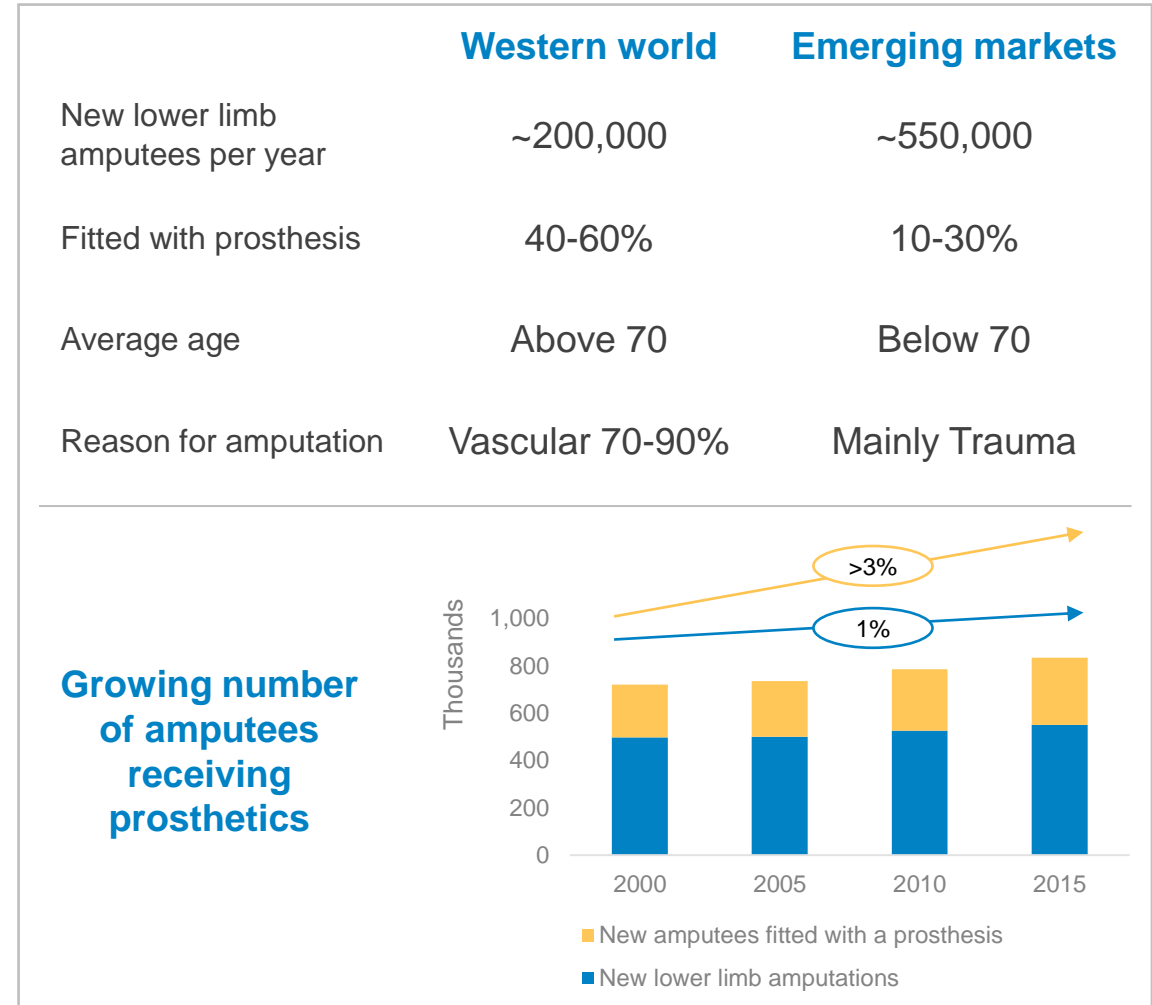 Western world Emerging markets
New lower limb
amputees per year
~200,000 ~550,000
Fitted with prosthesis 40-60% 10-30%
Average age Above 70 Below 70
Reason for amputation Vascular 70-90% Mainly Trauma
Growing number
of amputees
receiving
prosthetics
Thousands
>3%
1%
1,000
800
600
400
200
0
2000 2005 2010 2015
New amputees fitted with a prosthesis
New lower limb amputations